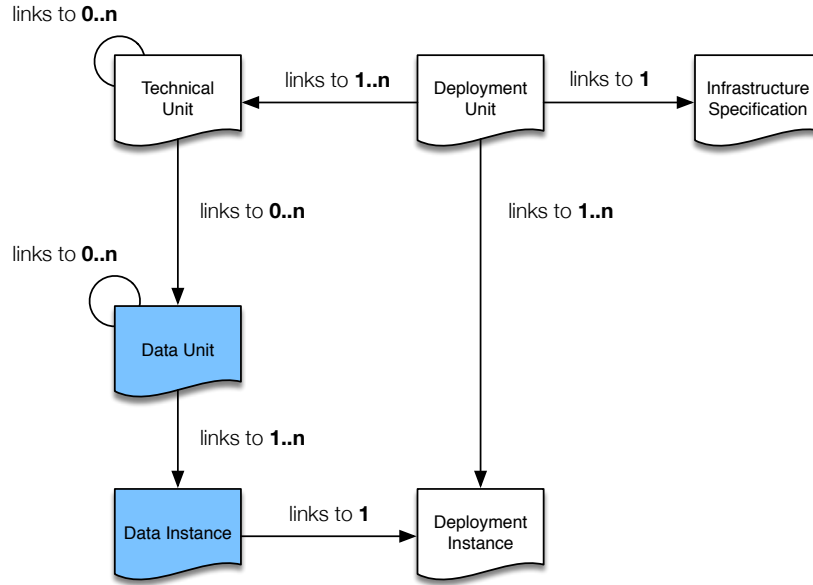 links to 0..n
Technical
Unit
links to 1..n
Deployment
Unit
links to 1
Infrastructure
Specification
links to 0..n
links to 1..n
links to 0..n
Data Unit
links to 1..n
Data Instance
links to 1
Deployment
Instance